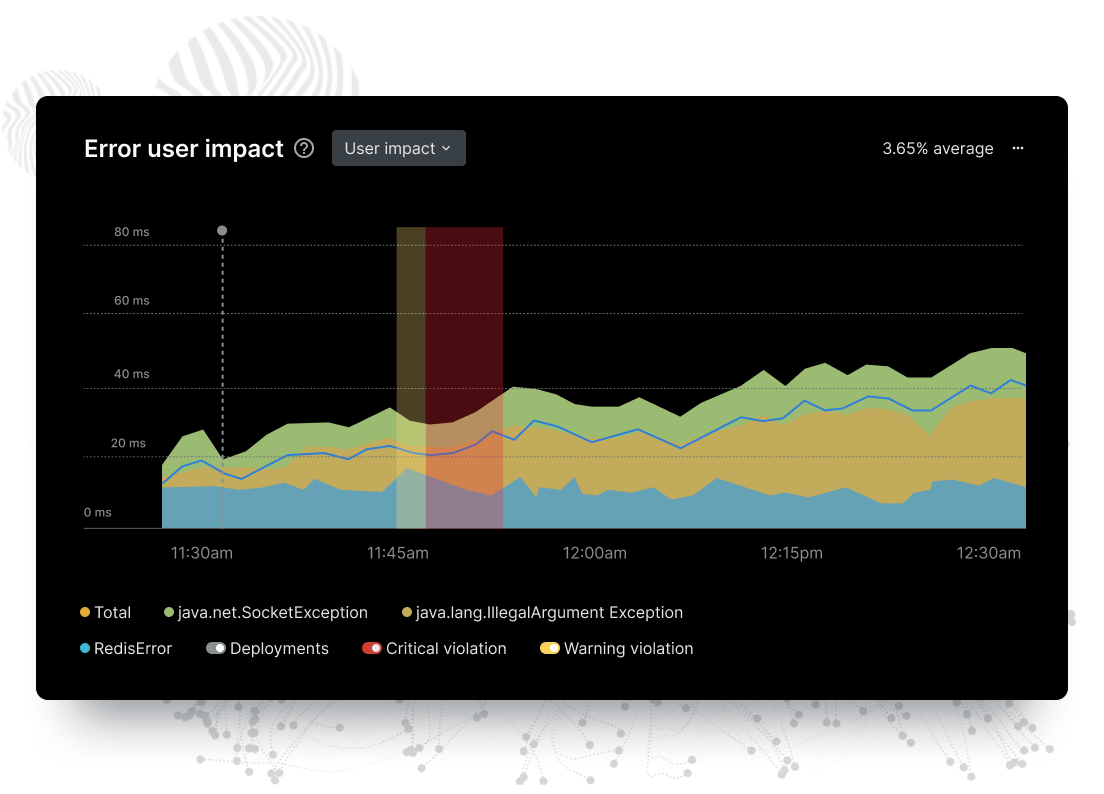 Error user impact ? User impact 3.65% average ...
80 ms
60 ms
40 ms
20 ms
0 ms
11:30am 11:45am 12:00am 12:15pm 12:30am
Total java.net.SocketException java.lang.IllegalArgument Exception
RedisError Deployments Critical violation Warning violation